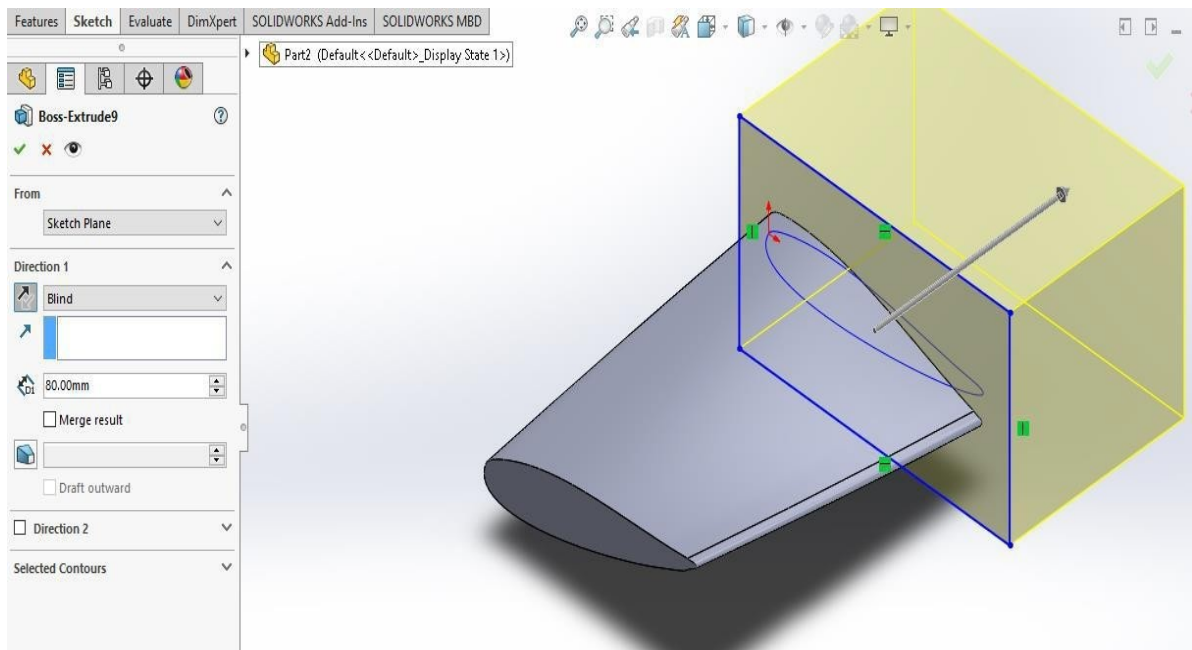 Features Sketch Evaluate DimXpert SOLIDWORKS Add-Ins SOLIDWORKS MBD
Part2 (Default<<Default>_Display State 1>)
Boss-Extrude9
From
Sketch Plane
Direction 1
Blind
D1 80.00mm
Merge result
Draft outward
Direction 2
Selected Contours